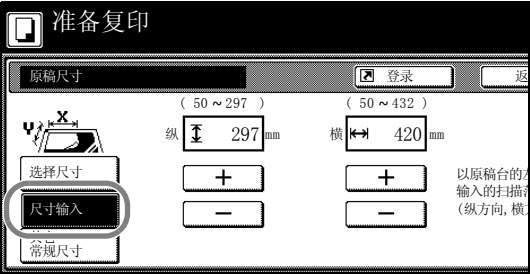 准备复印
原稿尺寸
登录
返
( 50~297 )
( 50~432 )
纵 297 mm
横 420 mm
X
Y
选择尺寸
尺寸输入
常规尺寸
+
+
-
-
以原稿台的
输入的扫描
(纵方向,横